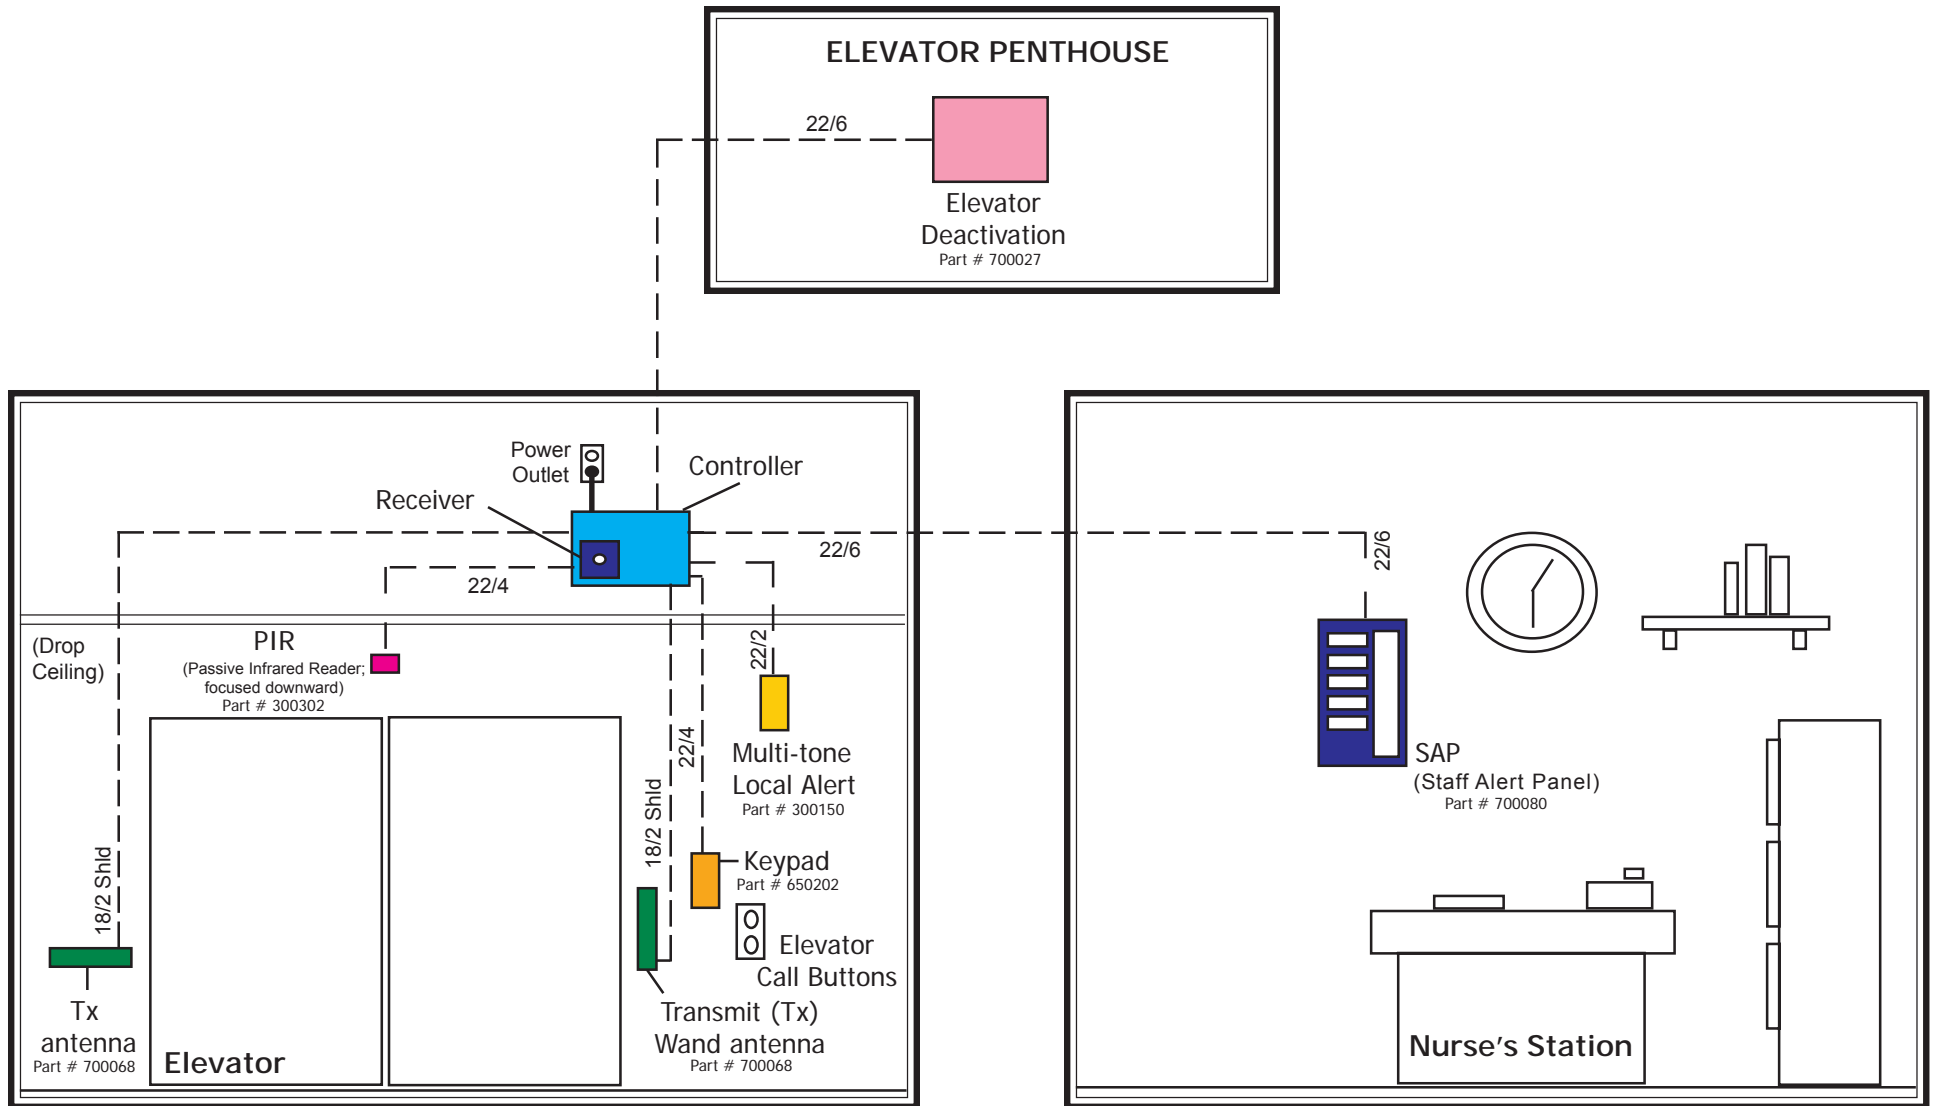 ELEVATOR PENTHOUSE
22/6
Elevator
Deactivation
Part # 700027
Power
Outlet
Controller
Receiver
22/4
22/6
22/6
(Drop
Ceiling)
PIR
(Passive Infrared Reader;
focused downward)
Part # 300302
22/2
22/4
18/2 Shld
18/2 Shld
Multi-tone
Local Alert
Part # 300150
Keypad
Part # 650202
Elevator
Call Buttons
Transmit (Tx)
Wand antenna
Part # 700068
Tx
antenna
Part # 700068
Elevator
SAP
(Staff Alert Panel)
Part # 700080
Nurse's Station